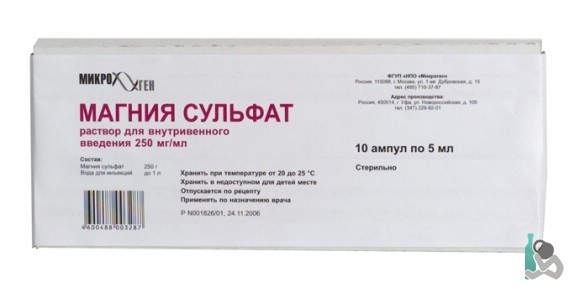 МИКРО ГЕН
МАГНИЯ СУЛЬФАТ
раствор для внутривенного
введения 250 мг/мл
Состав:
Магния сульфат 250 г
Вода для инъекций до 1 л
4600488003287
Хранить при температуре от 20 до 25 °C
Хранить в недоступном для детей месте
Отпускается по рецепту
Применять по назначению врача
Р N001826/01, 24.11.2006
ФГУП «НПО «Микроген»
Россия, 115088, г. Москва, ул. 1-ая Дубровская, д. 15
тел. (495) 710-37-87
Адрес производства:
Россия, 450014, г. Уфа, ул. Новороссийская, д. 105
тел. (347) 229-92-01
10 ампул по 5 мл
Стерильно